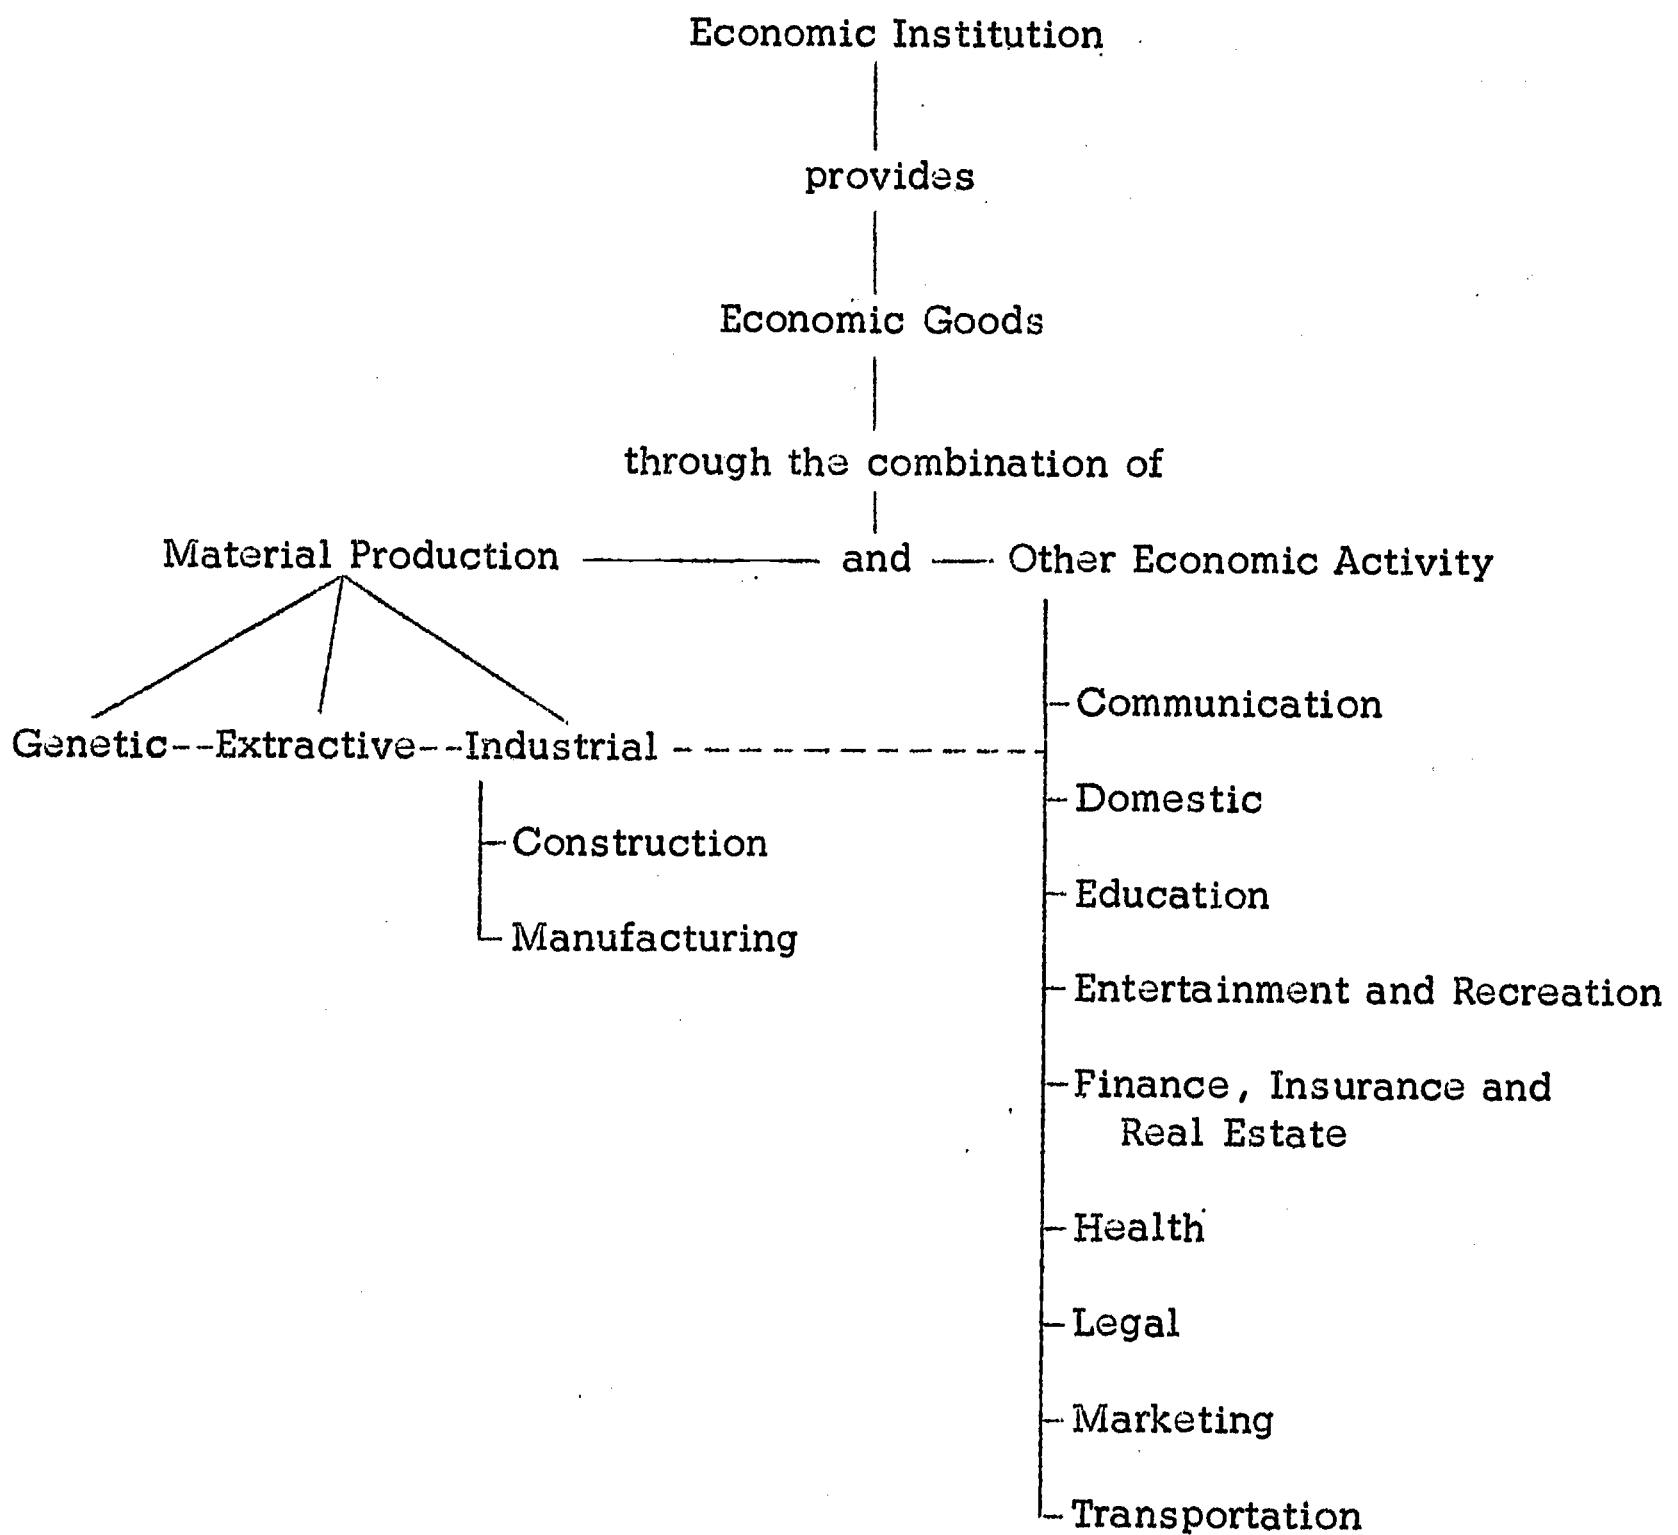 Economic Institution
provides
Economic Goods
through the combination of
Material Production and Other Economic Activity
Genetic--Extractive--Industrial
Construction
Manufacturing
Communication
Domestic
Education
Entertainment and Recreation
Finance, Insurance and
Real Estate
Health
Legal
Marketing
Transportation